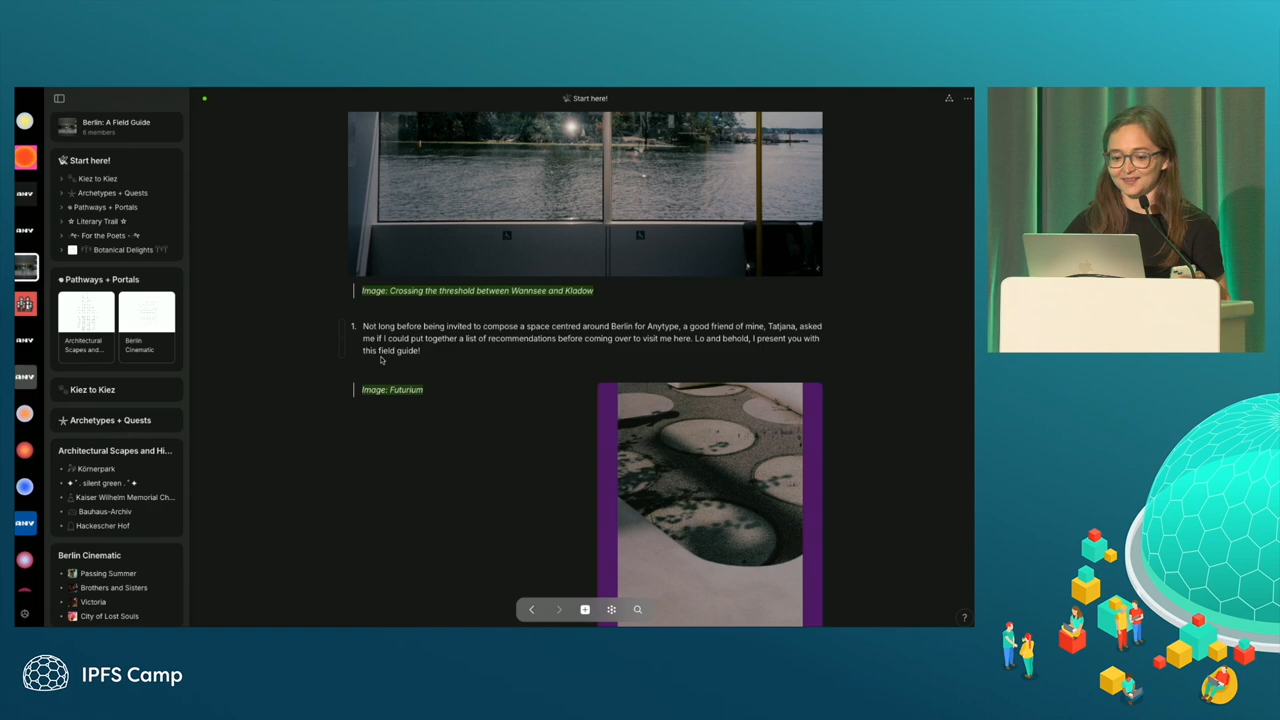 Start here!
Berlin: A Field Guide
6 members
Start here!
Kiez to Kiez
Archetypes + Quests
Pathways + Portals
Literary Trail
For the Poets
Botanical Delights
Pathways + Portals
Architectural
Scapes and...
Berlin
Cinematic
Kiez to Kiez
Archetypes + Quests
Architectural Scapes and Hi...
Körnerpark
silent green
Kaiser Wilhelm Memorial Ch...
Bauhaus-Archiv
Hackescher Hof
Berlin Cinematic
Passing Summer
Brothers and Sisters
Victoria
City of Lost Souls
ANY
ANY
ANY
ANY
Image: Crossing the threshold between Wannsee and Kladow
1. Not long before being invited to compose a space centred around Berlin for Anytype, a good friend of mine, Tatjana, asked
me if I could put together a list of recommendations before coming over to visit me here. Lo and behold, I present you with
this field guide!
Image: Futurium
?
IPFS Camp